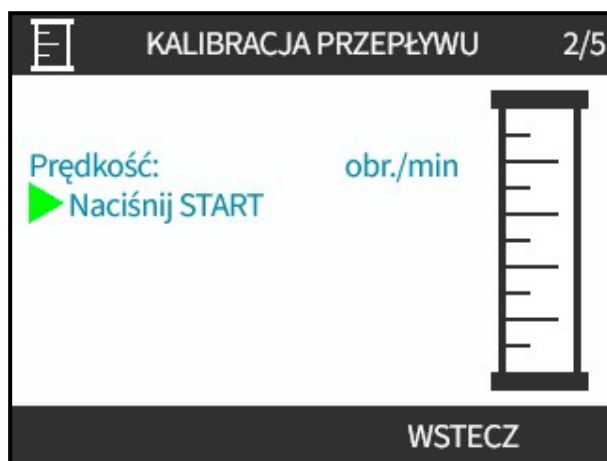 KALIBRACJA PRZEPŁYWU 2/5
Prędkość: obr./min
Naciśnij START
WSTECZ